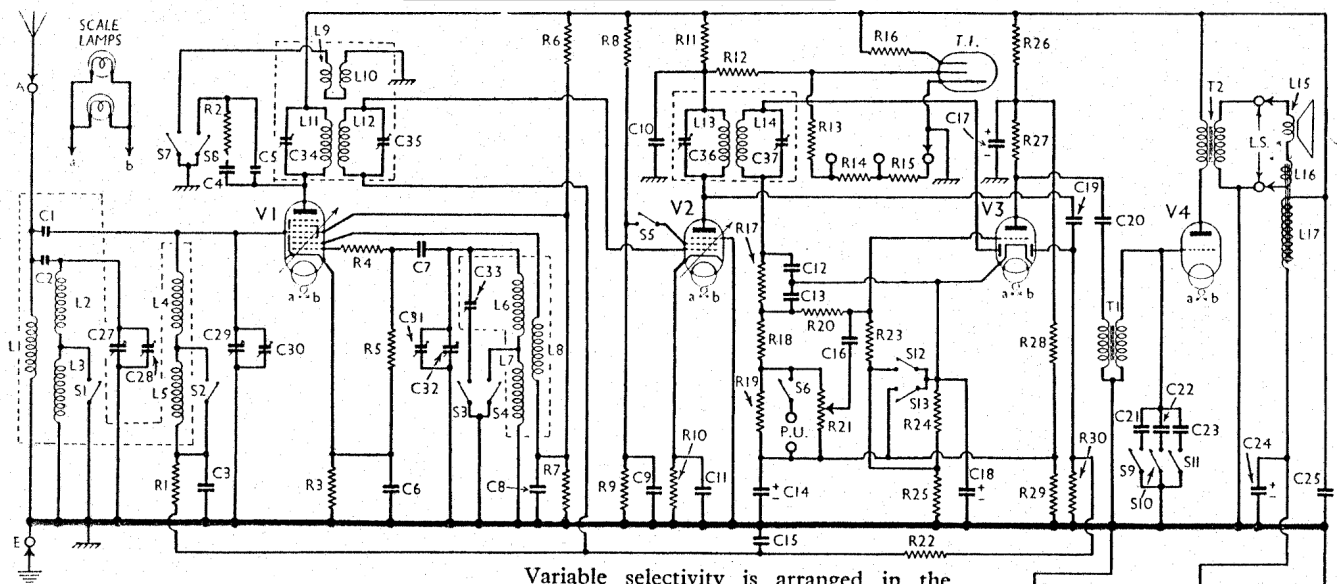 SCALE
LAMPS
a
b
A
E
L1
C1
C2
L2
L3
S1
C27
C28
L4
L5
S2
R1
C3
C29
C30
S7
S8
R2
C4
C5
L9
L10
L11
L12
C34
C35
V1
a b
R3
R4
R5
C6
C7
C31
C32
C33
S3
S4
L6
L7
L8
C8
R7
R6
R8
R9
C9
S5
R10
C11
V2
a b
R11
R12
C10
L13
L14
C36
C37
R13
R14
R15
R16
T.I.
R17
C12
C13
R18
R19
R20
C16
S6
P.U.
R21
C14
C15
R22
R23
S12
S13
R24
R25
C18
C17
R26
R27
V3
a b
R28
R29
R30
C19
C20
T1
V4
a b
C21
C22
C23
S9
S10
S11
C24
C25
T2
L.S.
L15
L16
L17
Variable selectivity is arranged in the